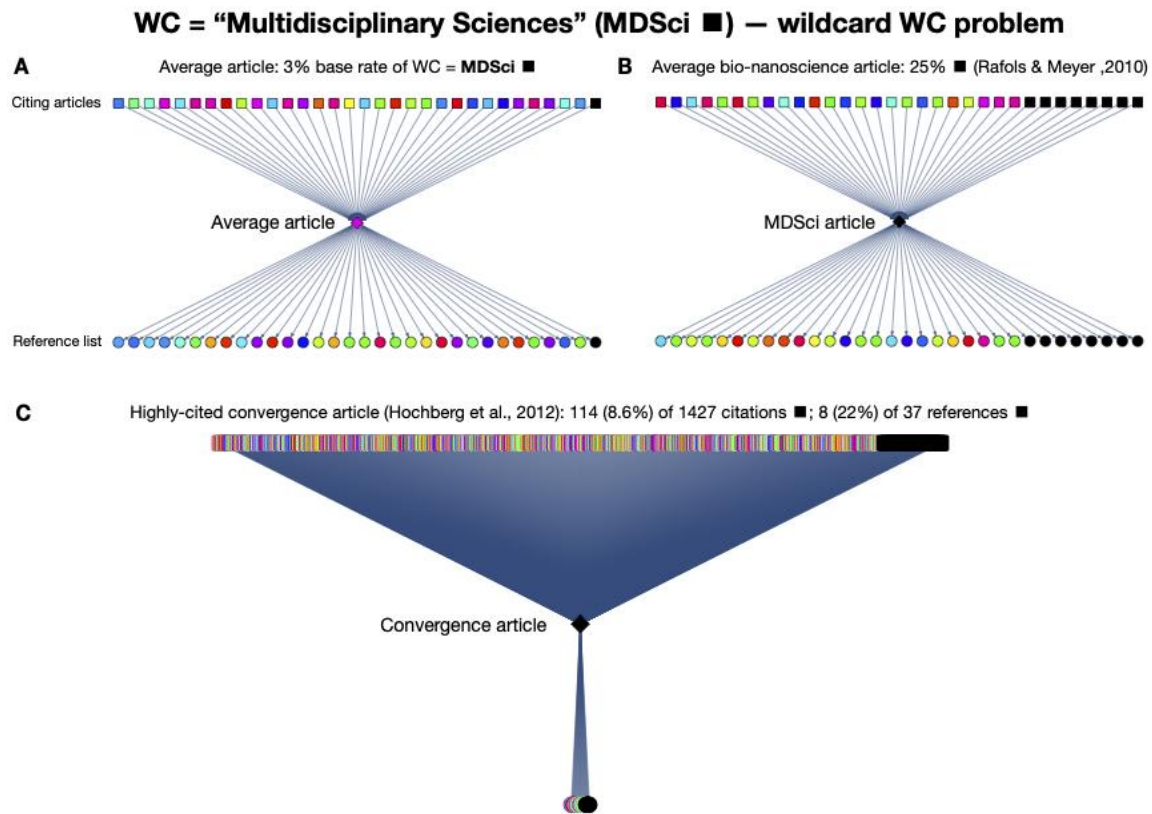 WC = “Multidisciplinary Sciences” (MDSci ■) — wildcard WC problem
A
Average article: 3% base rate of WC = MDSci ■
B
Average bio-nanoscience article: 25% ■ (Rafols & Meyer ,2010)
Citing articles
Average article
MDSci article
Reference list
C
Highly-cited convergence article (Hochberg et al., 2012): 114 (8.6%) of 1427 citations ■; 8 (22%) of 37 references ■
Convergence article